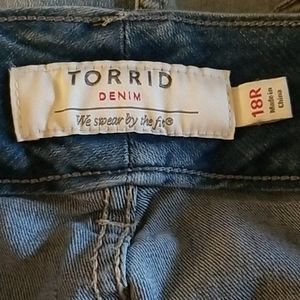 TORRID
DENIM
We swear by the fit®
18R
Made in
China